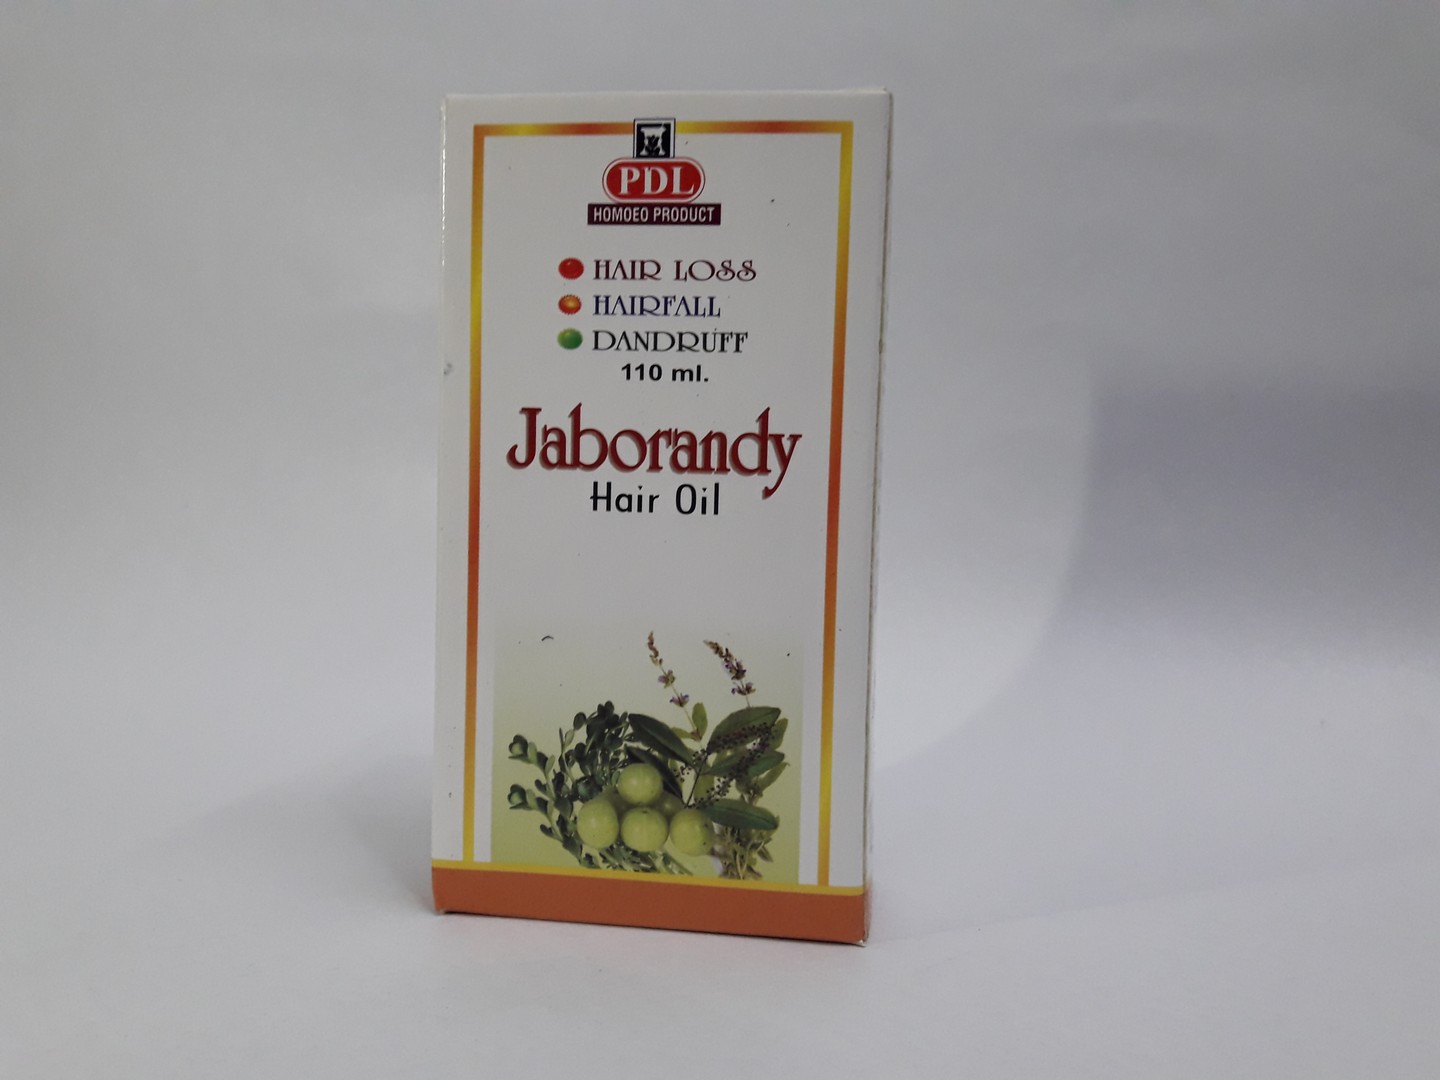 PDL
HOMOEO PRODUCT
HAIR LOSS
HAIRFALL
DANDRUFF
110 ml.
Jaborandy
Hair Oil